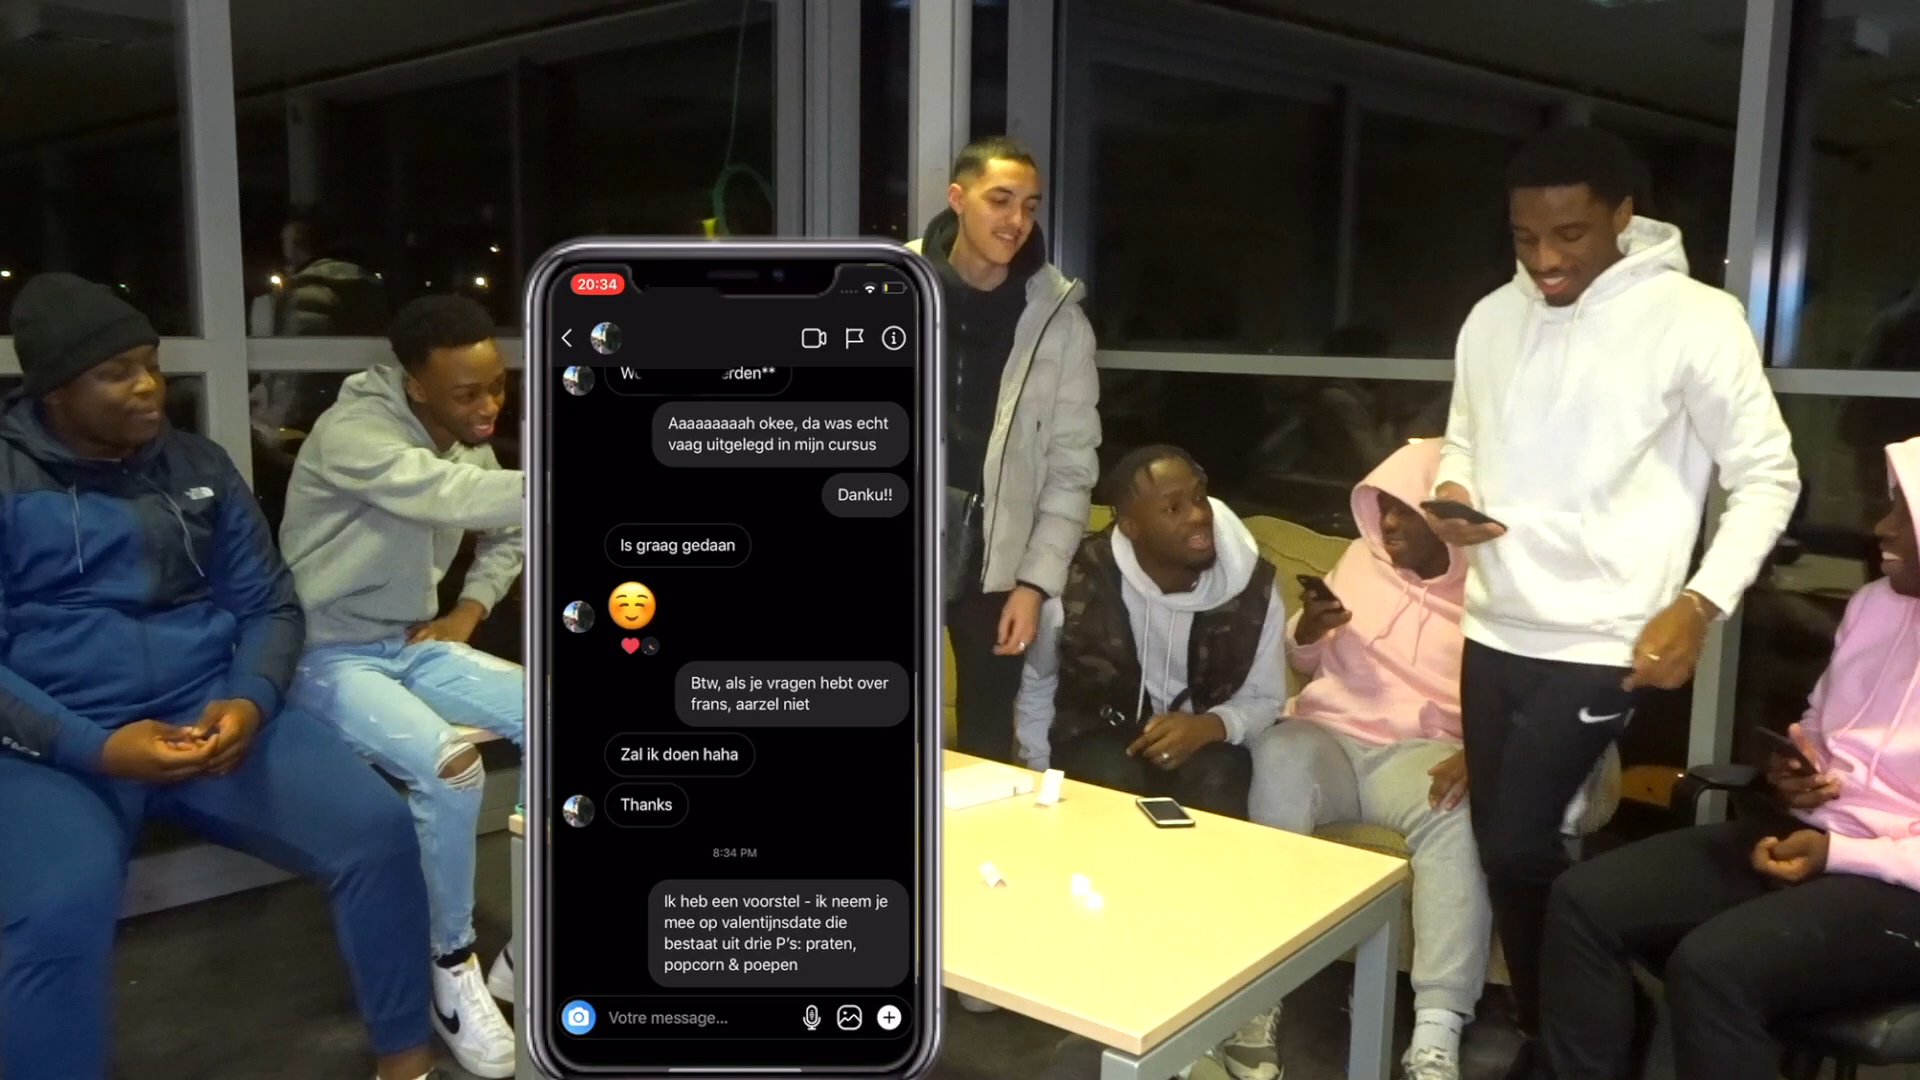 20:34
erden**
Aaaaaaaaah okee, da was echt
vaag uitgelegd in mijn cursus
Danku!!
Is graag gedaan
Btw, als je vragen hebt over
frans, aarzel niet
Zal ik doen haha
Thanks
8:34 PM
Ik heb een voorstel - ik neem je
mee op valentijnsdate die
bestaat uit drie P's: praten,
popcorn & poepen
Votre message...